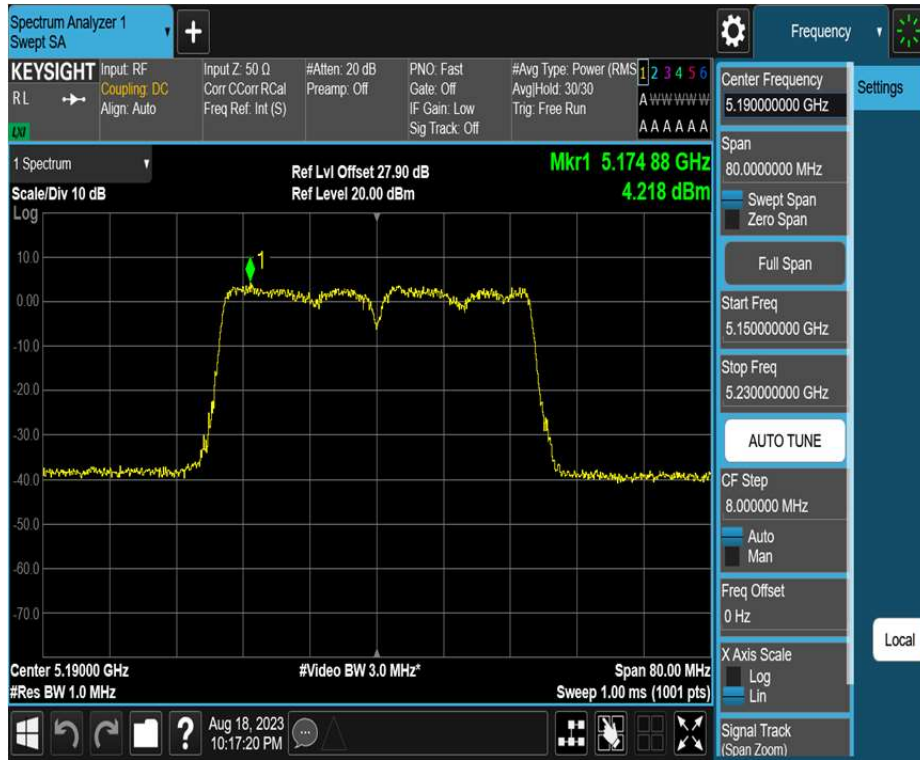 Spectrum Analyzer 1
Swept SA
+
Frequency
KEYSIGHT
R L
LXI
Input: RF
Coupling: DC
Align: Auto
Input Z: 50 Ω
Corr CCorr RCal
Freq Ref: Int (S)
#Atten: 20 dB
Preamp: Off
PNO: Fast
Gate: Off
IF Gain: Low
Sig Track: Off
#Avg Type: Power (RMS
Avg|Hold: 30/30
Trig: Free Run
1 2 3 4 5 6
A W W W W W
A A A A A A
Center Frequency
5.190000000 GHz
Settings
1 Spectrum
Scale/Div 10 dB
Log
Ref Lvl Offset 27.90 dB
Ref Level 20.00 dBm
Mkr1 5.174 88 GHz
4.218 dBm
Span
80.0000000 MHz
Swept Span
Zero Span
Full Span
Start Freq
5.150000000 GHz
Stop Freq
5.230000000 GHz
AUTO TUNE
CF Step
8.000000 MHz
Auto
Man
Freq Offset
0 Hz
X Axis Scale
Log
Lin
Signal Track
(Span Zoom)
Local
10.0
0.00
-10.0
-20.0
-30.0
-40.0
-50.0
-60.0
-70.0
1
Center 5.19000 GHz
#Res BW 1.0 MHz
#Video BW 3.0 MHz*
Span 80.00 MHz
Sweep 1.00 ms (1001 pts)
?
Aug 18, 2023
10:17:20 PM